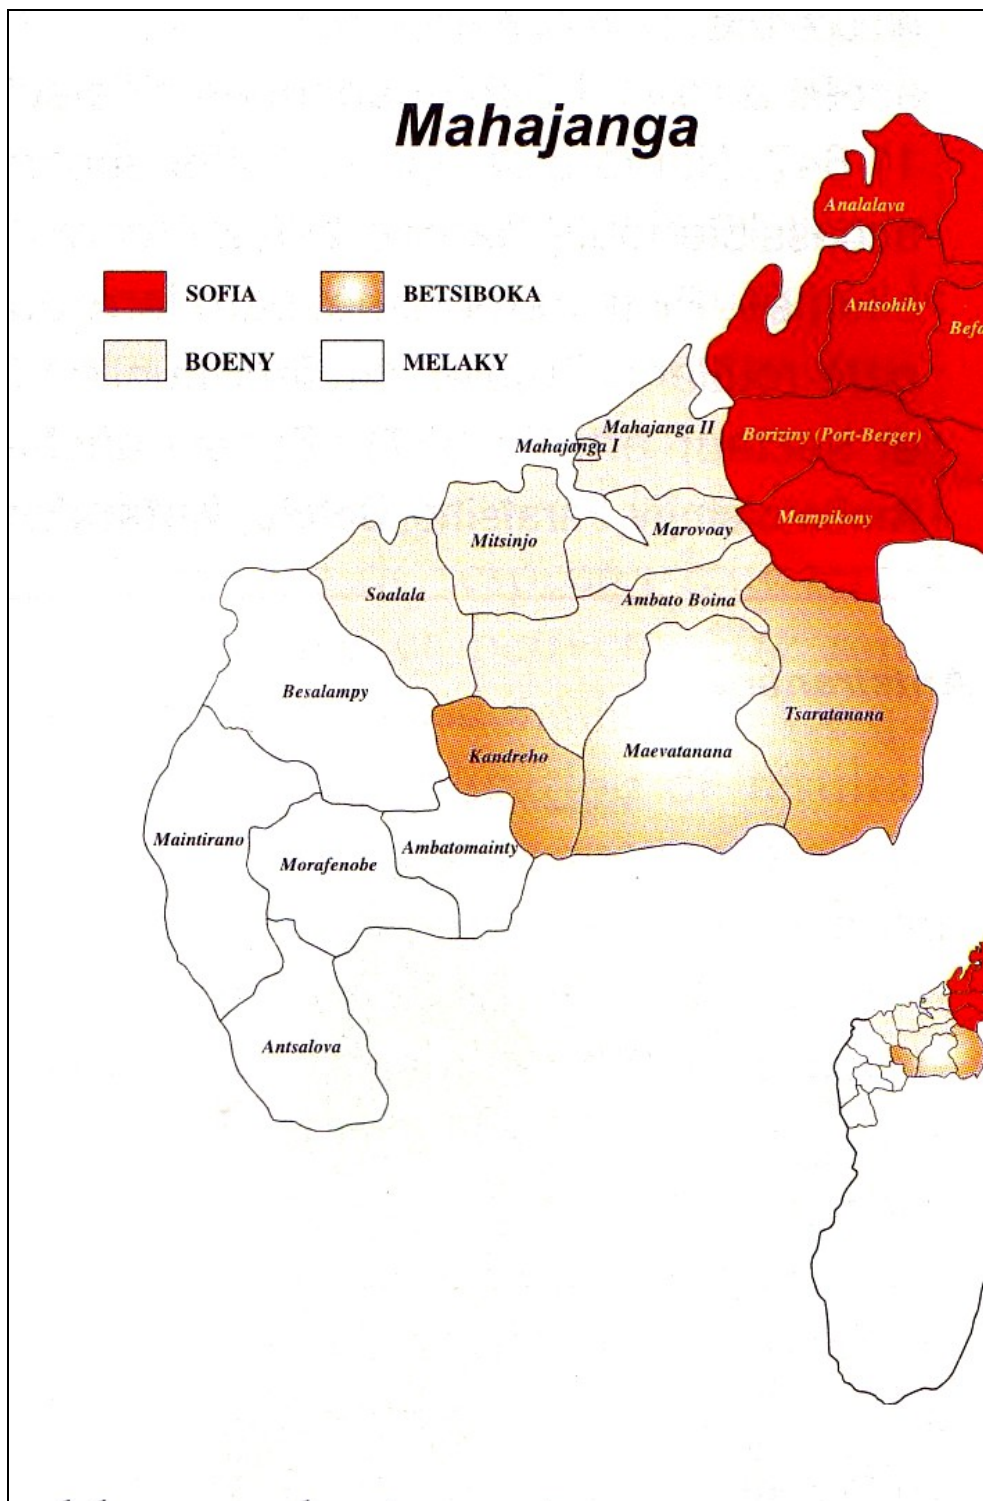 Mahajanga
SOFIA
BETSIBOKA
BOENY
MELAKY
Analalava
Antsohihy
Befa
Mahajanga II
Mahajanga I
Boriziny (Port-Berger)
Mampikony
Marovoay
Mitsinjo
Soalala
Ambato Boina
Besalampy
Tsaratanana
Kandreho
Maevatanana
Maintirano
Morafenobe
Ambatomainty
Antsalova